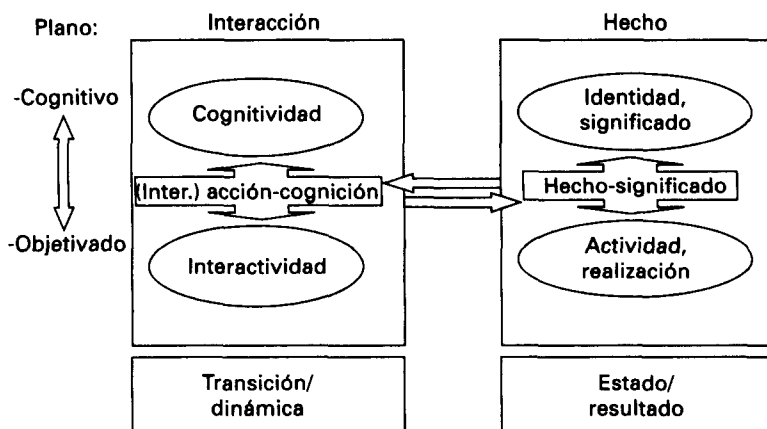 Plano:
Interacción
Hecho
-Cognitivo
Cognitividad
Identidad,
significado
(Inter.) acción-cognición
Hecho-significado
-Objetivado
Interactividad
Actividad,
realización
Transición/
dinámica
Estado/
resultado